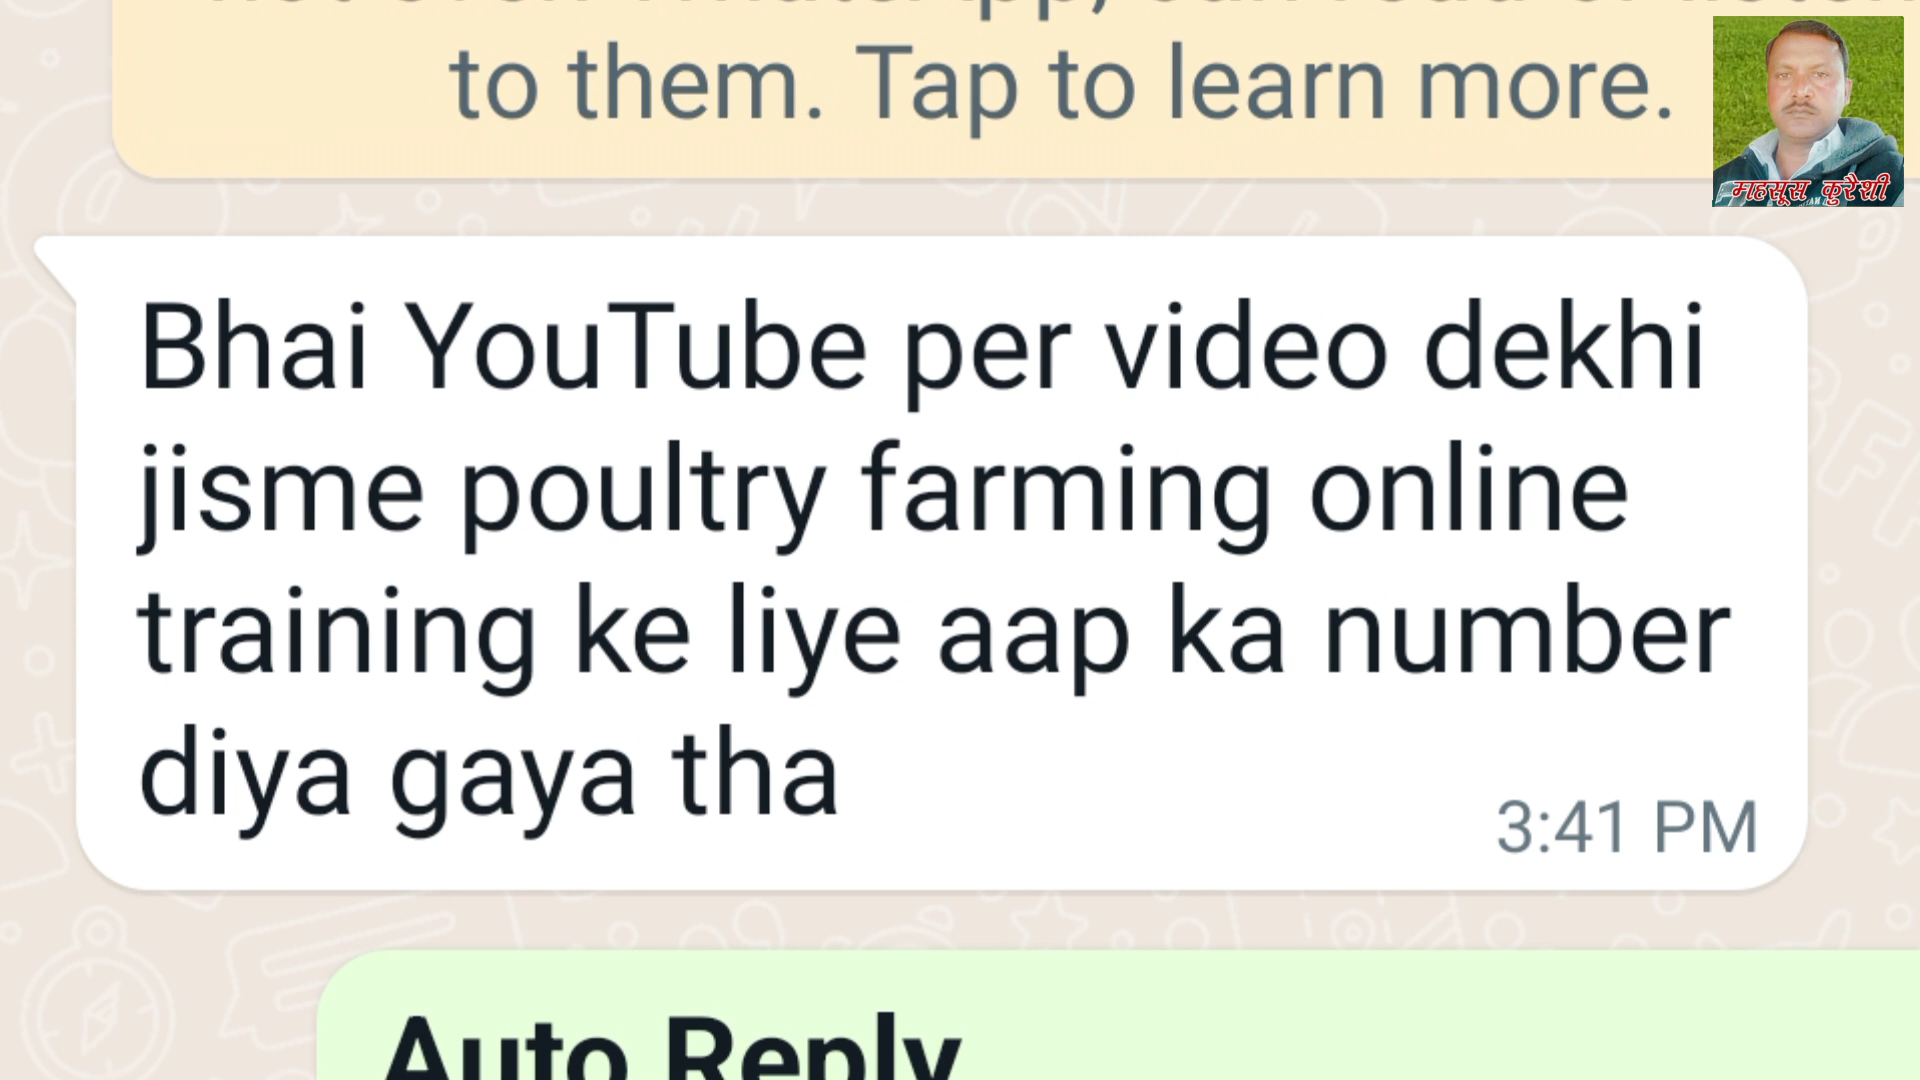 to them. Tap to learn more.
माहसूस कुरैशी
Bhai YouTube per video dekhi
jisme poultry farming online
training ke liye aap ka number
diya gaya tha
3:41 PM
Auto Reply